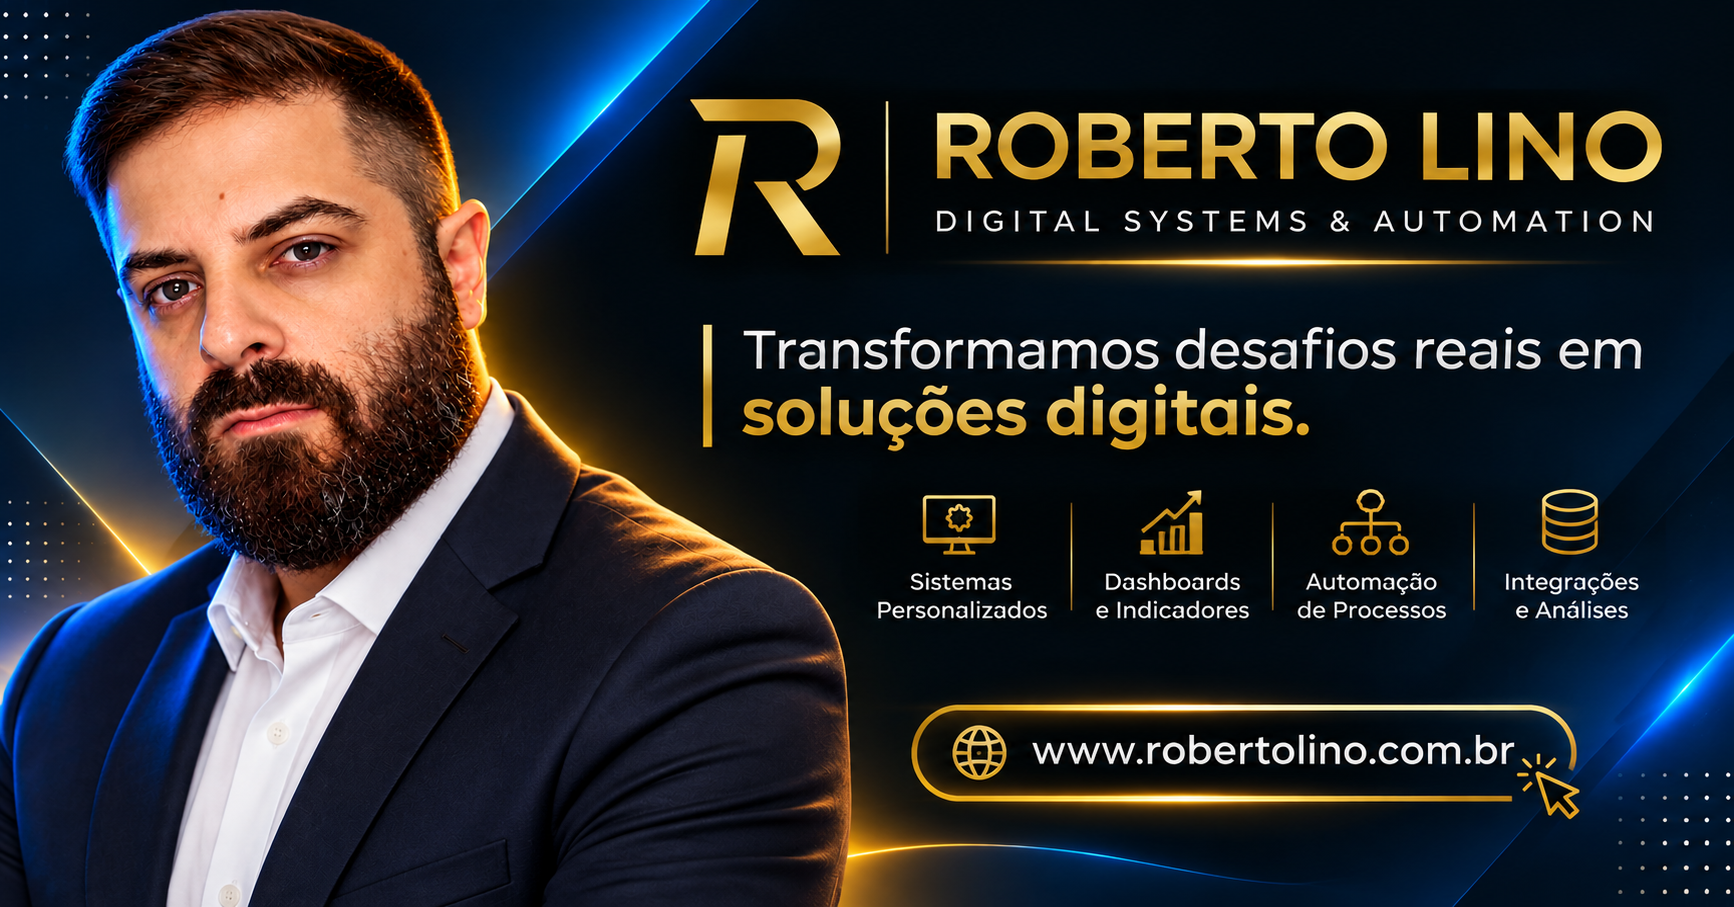 R
ROBERTO LINO
DIGITAL SYSTEMS & AUTOMATION
Transformamos desafios reais em
soluções digitais.
Sistemas
Personalizados
Dashboards
e Indicadores
Automação
de Processos
Integrações
e Análises
www.robertolino.com.br